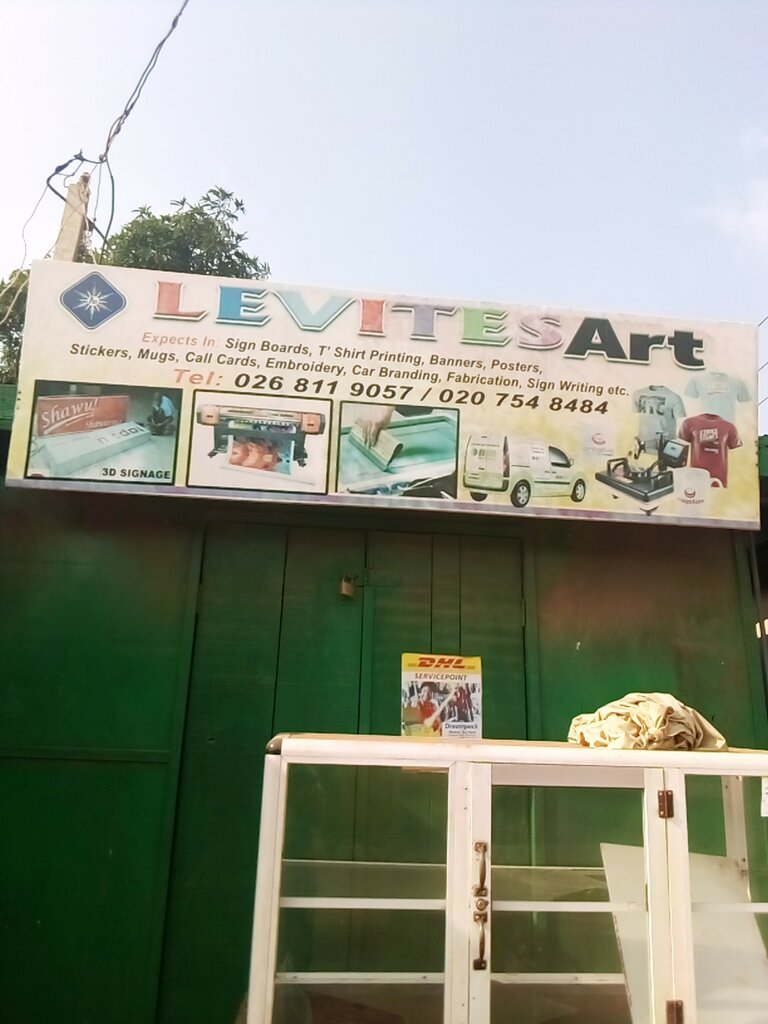 LEVITESArt
Expects In: Sign Boards, T' Shirt Printing, Banners, Posters,
Stickers, Mugs, Call Cards, Embroidery, Car Branding, Fabrication, Sign Writing etc.
Tel: 026 811 9057 / 020 754 8484
Shawu!
3D SIGNAGE
DHL
SERVICEPOINT